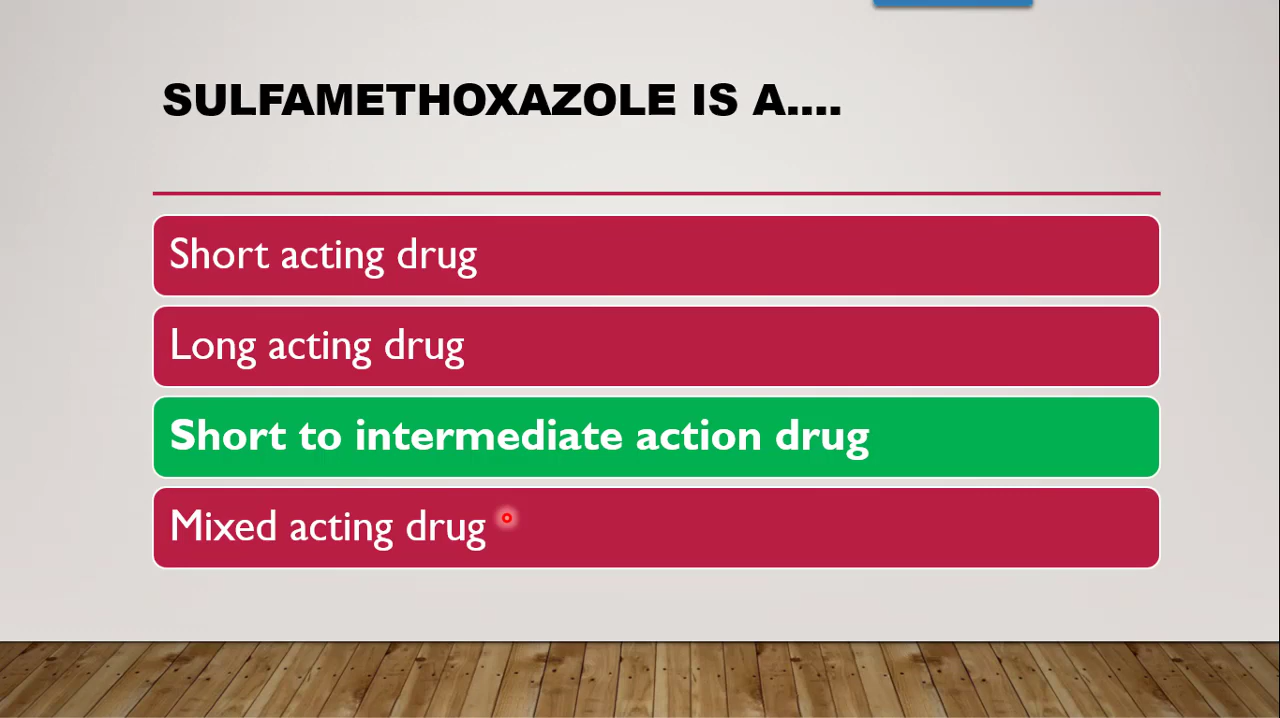 SULFAMETHOXAZOLE IS A....
Short acting drug
Long acting drug
Short to intermediate action drug
Mixed acting drug